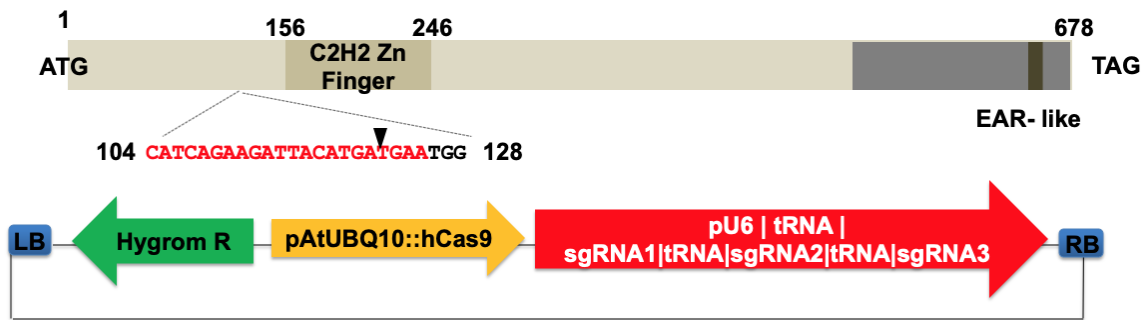 1
156
246
678
ATG
C2H2 Zn
Finger
TAG
EAR- like
104 CATCAGAAGATTACATGATGAATGG 128
LB
Hygrom R
pAtUBQ10::hCas9
pU6 | tRNA |
sgRNA1|tRNA|sgRNA2|tRNA|sgRNA3
RB